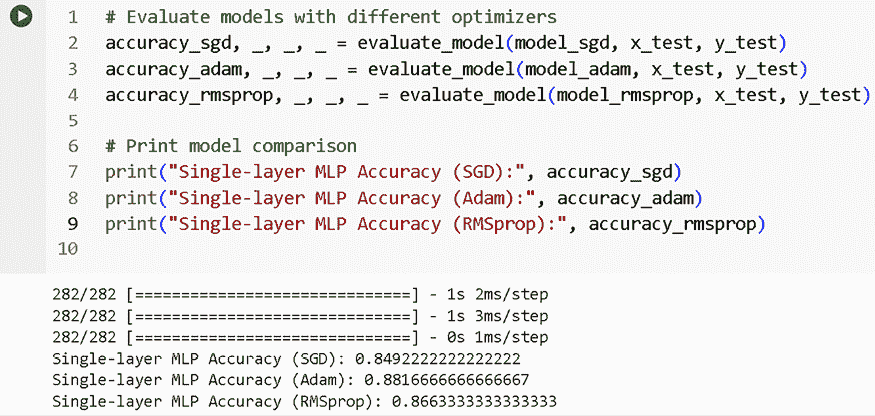 1 # Evaluate models with different optimizers
2 accuracy_sgd, _, _, _ = evaluate_model(model_sgd, x_test, y_test)
3 accuracy_adam, _, _, _ = evaluate_model(model_adam, x_test, y_test)
4 accuracy_rmsprop, _, _, _ = evaluate_model(model_rmsprop, x_test, y_test)
5
6 # Print model comparison
7 print("Single-layer MLP Accuracy (SGD):", accuracy_sgd)
8 print("Single-layer MLP Accuracy (Adam):", accuracy_adam)
9 print("Single-layer MLP Accuracy (RMSprop):", accuracy_rmsprop)
10
282/282 [==============================] - 1s 2ms/step
282/282 [==============================] - 1s 3ms/step
282/282 [==============================] - 0s 1ms/step
Single-layer MLP Accuracy (SGD): 0.8492222222222222
Single-layer MLP Accuracy (Adam): 0.8816666666666667
Single-layer MLP Accuracy (RMSprop): 0.8663333333333333